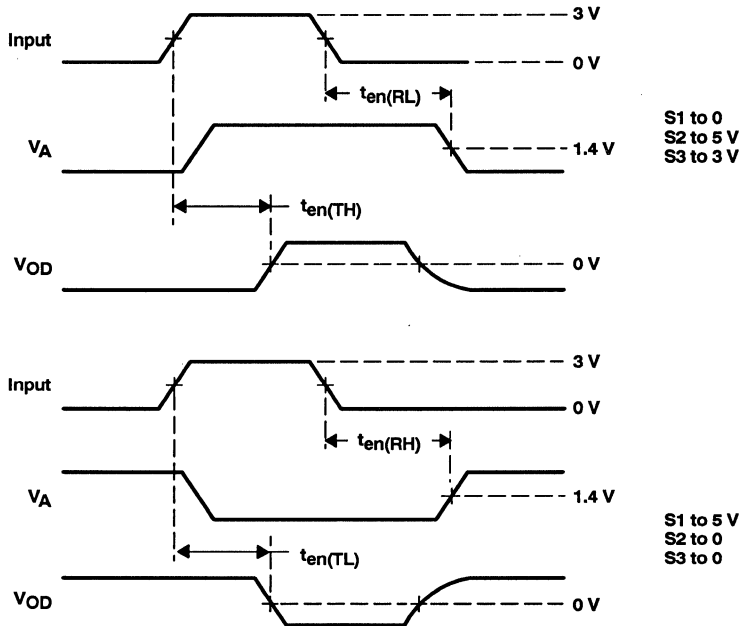 3 V
Input
0 V
ten(RL)
S1 to 0
S2 to 5 V
S3 to 3 V
VA
1.4 V
ten(TH)
VOD
0 V
3 V
Input
0 V
ten(RH)
VA
1.4 V
S1 to 5 V
S2 to 0
S3 to 0
ten(TL)
VOD
0 V